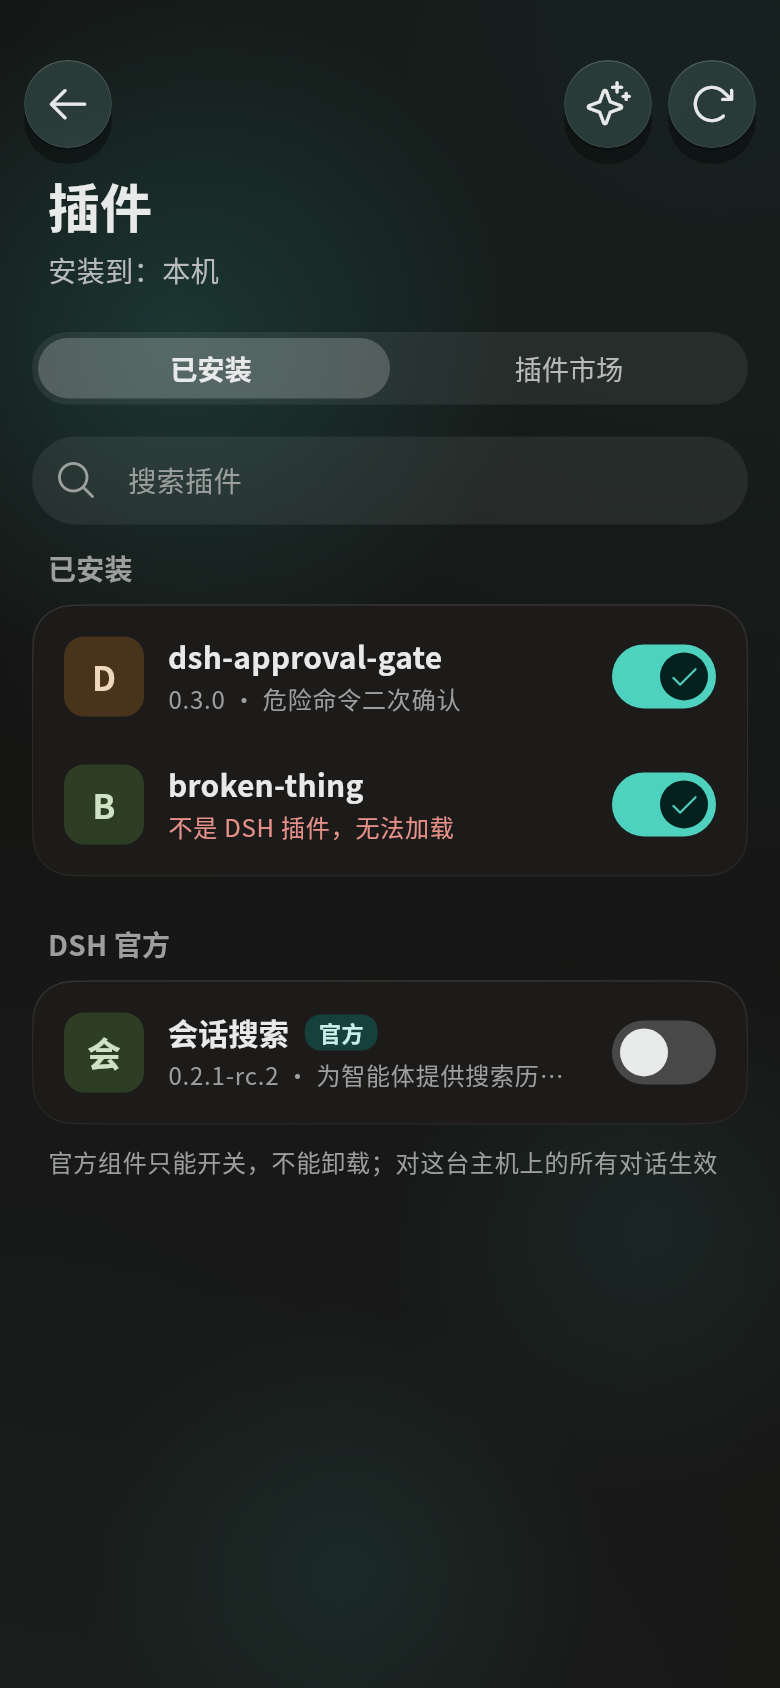 插件
安装到：本机
已安装
插件市场
搜索插件
已安装
D
dsh-approval-gate
0.3.0 · 危险命令二次确认
B
broken-thing
不是 DSH 插件，无法加载
DSH 官方
会
会话搜索 官方
0.2.1-rc.2 · 为智能体提供搜索历…
官方组件只能开关，不能卸载；对这台主机上的所有对话生效